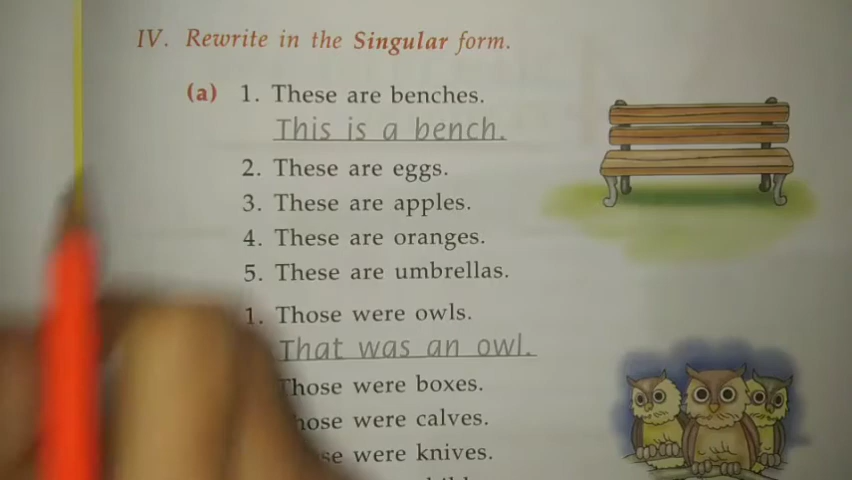 IV. Rewrite in the Singular form.
(a) 1. These are benches.
This is a bench.
2. These are eggs.
3. These are apples.
4. These are oranges.
5. These are umbrellas.
1. Those were owls.
That was an owl.
Those were boxes.
were calves.
were knives.